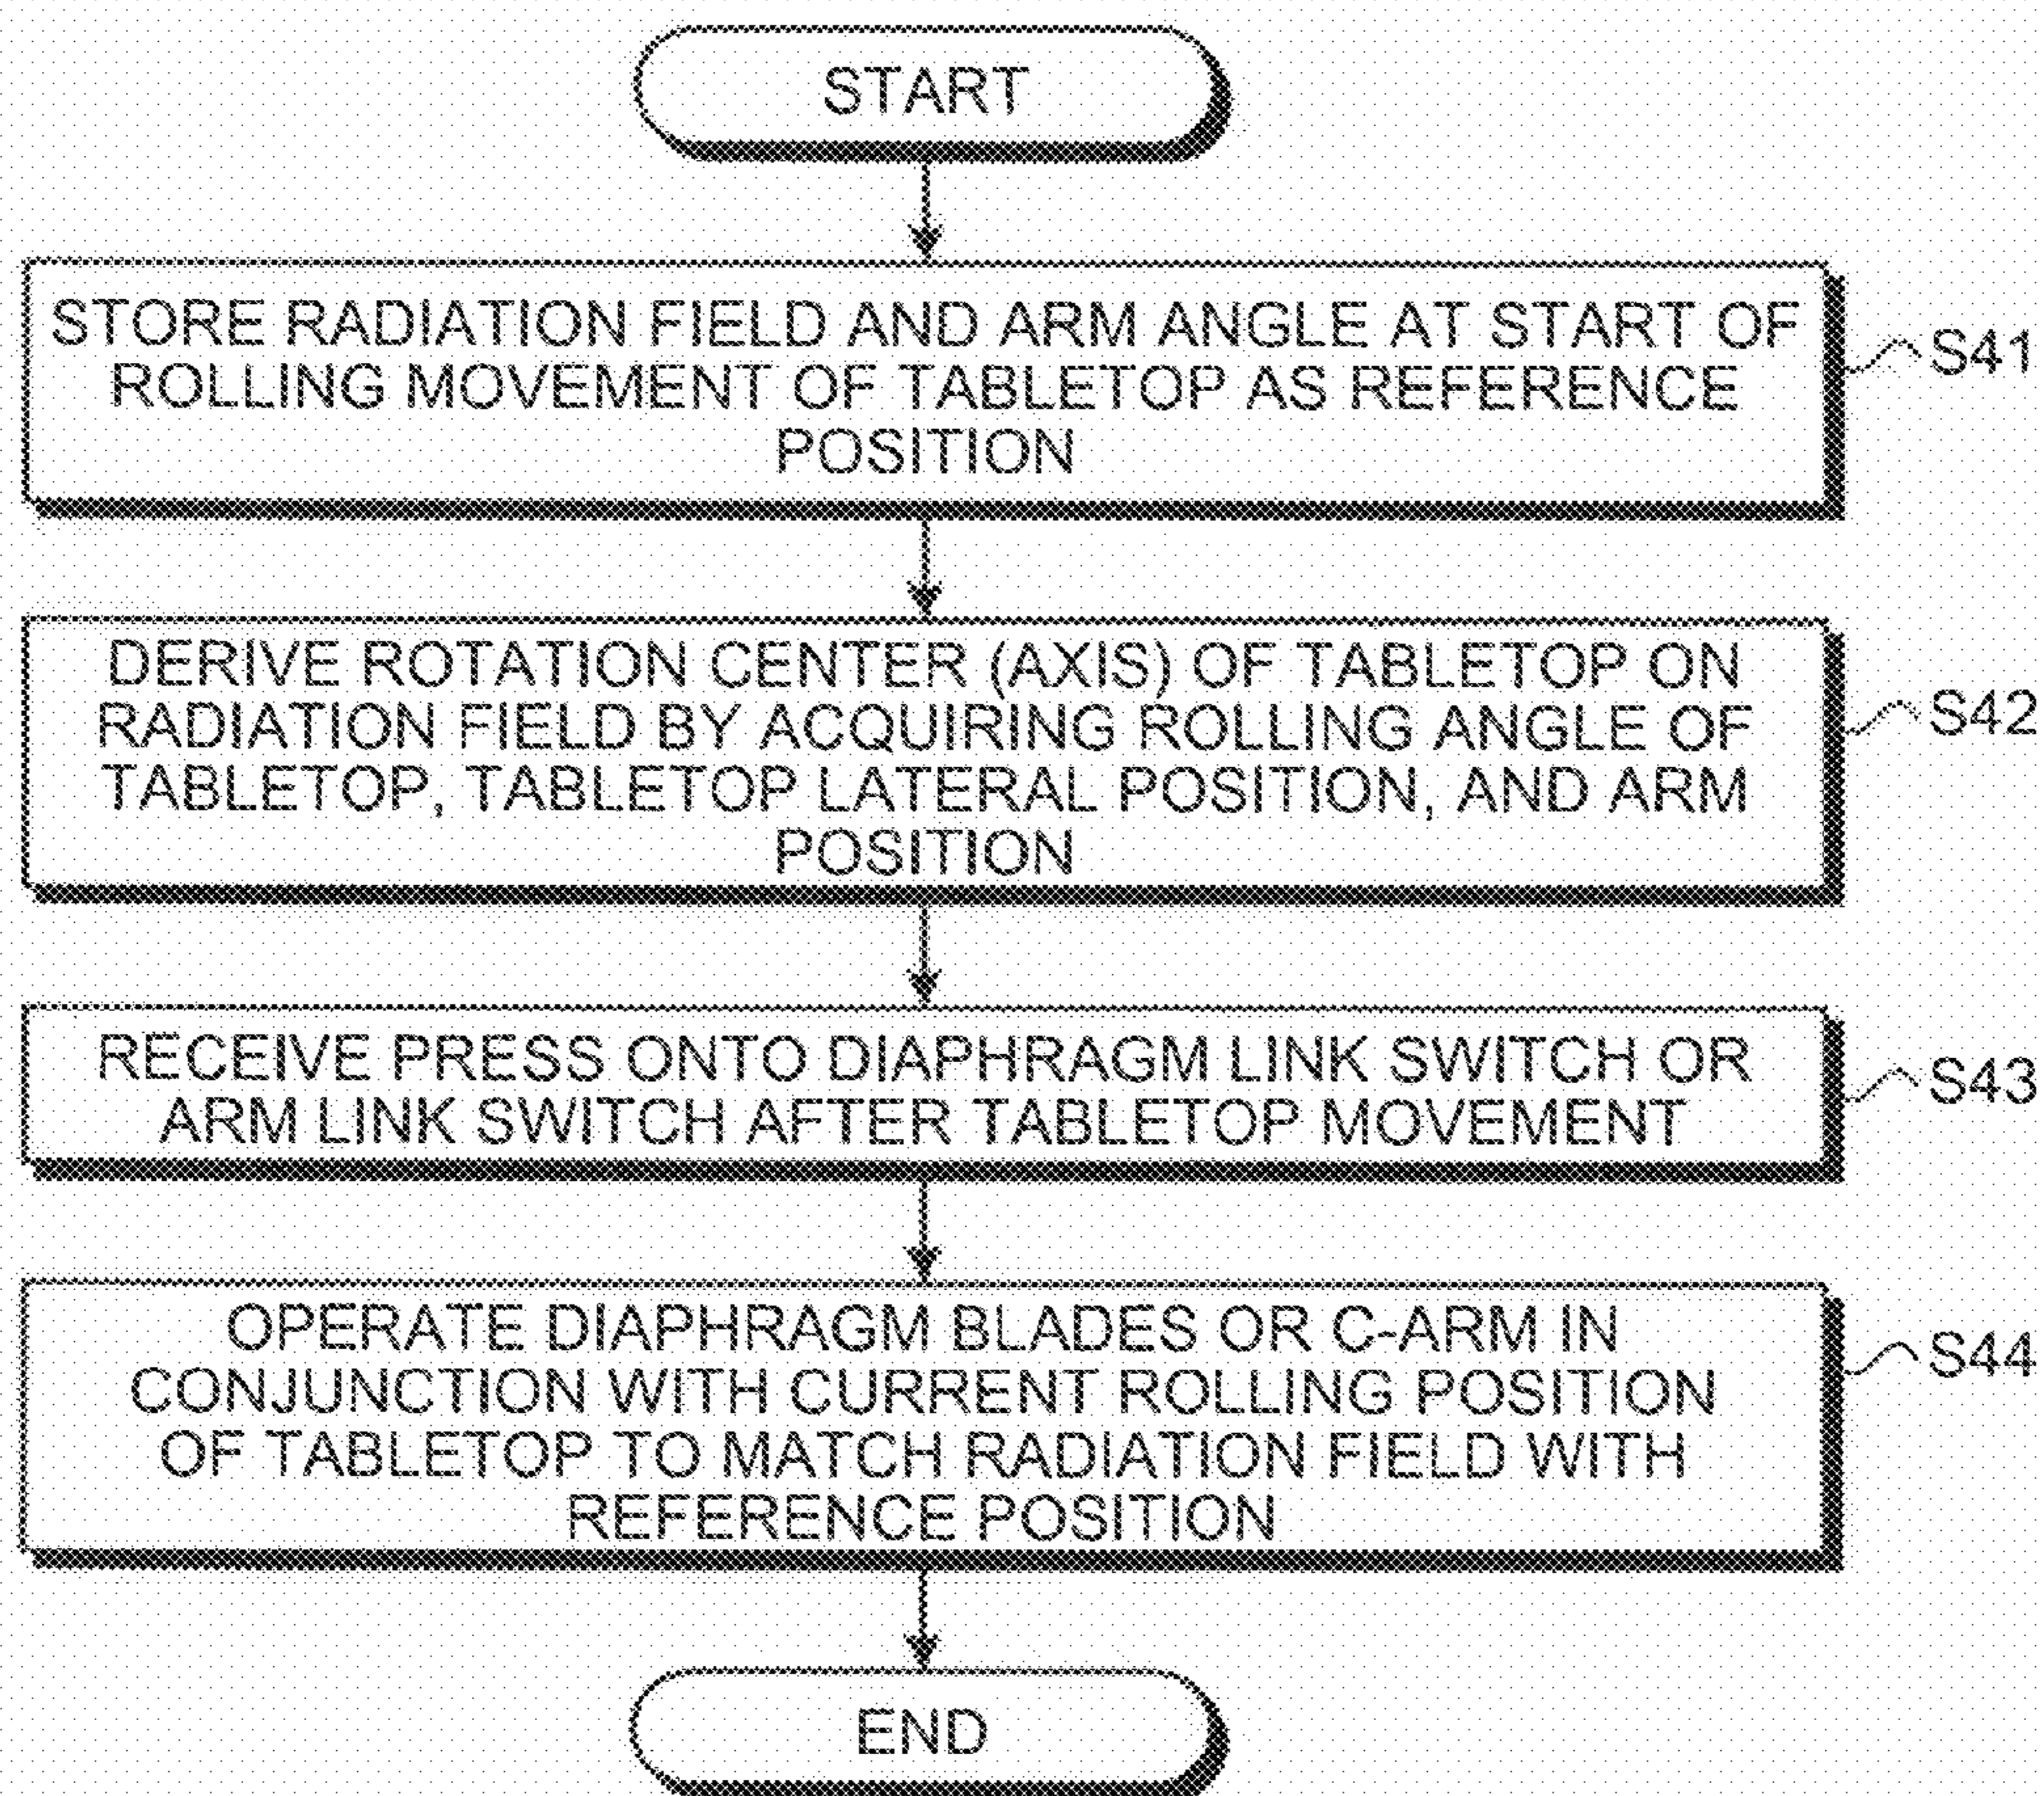 START
STORE RADIATION FIELD AND ARM ANGLE AT START OF
ROLLING MOVEMENT OF TABLETOP AS REFERENCE
POSITION
S41
DERIVE ROTATION CENTER (AXIS) OF TABLETOP ON
RADIATION FIELD BY ACQUIRING ROLLING ANGLE OF
TABLETOP, TABLETOP LATERAL POSITION, AND ARM
POSITION
S42
RECEIVE PRESS ONTO DIAPHRAGM LINK SWITCH OR
ARM LINK SWITCH AFTER TABLETOP MOVEMENT
S43
OPERATE DIAPHRAGM BLADES OR C-ARM IN
CONJUNCTION WITH CURRENT ROLLING POSITION
OF TABLETOP TO MATCH RADIATION FIELD WITH
REFERENCE POSITION
S44
END